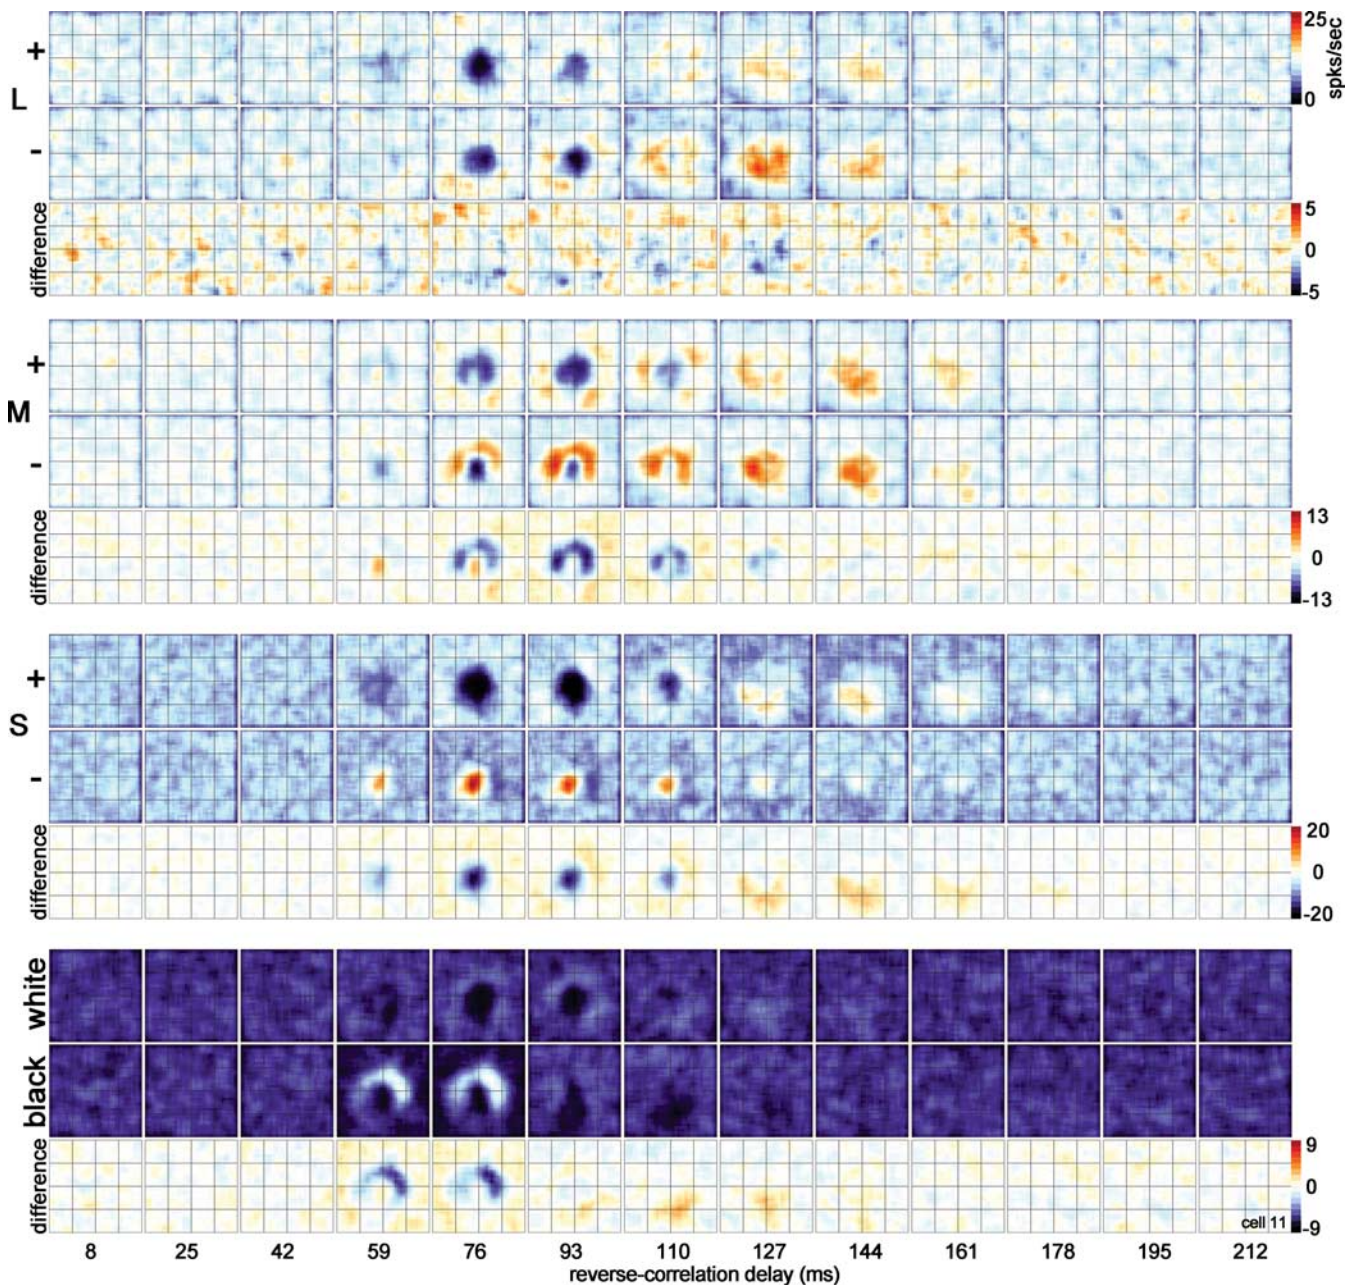 +
25
spks/sec
L
0
-
difference
5
0
-5
+
M
-
difference
13
0
-13
+
S
-
difference
20
0
-20
white
black
difference
9
0
-9
cell 11
8 25 42 59 76 93 110 127 144 161 178 195 212
reverse-correlation delay (ms)